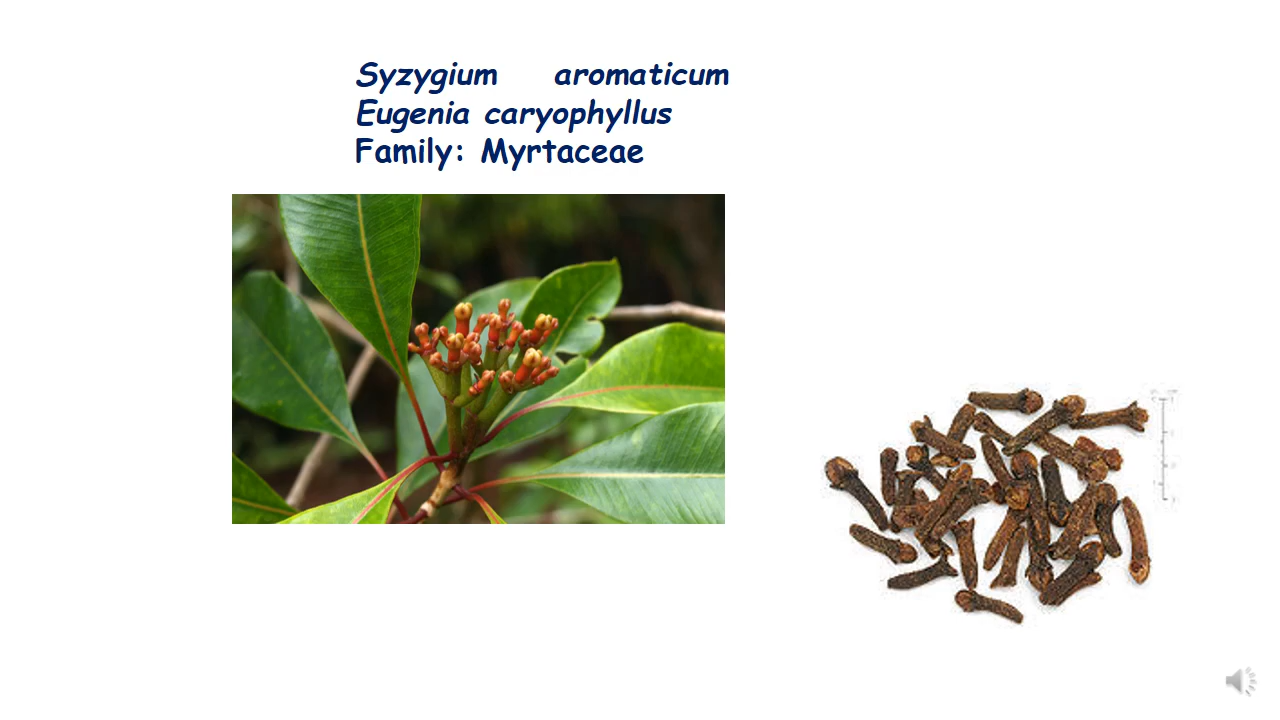 Syzygium aromaticum
Eugenia caryophyllus
Family: Myrtaceae